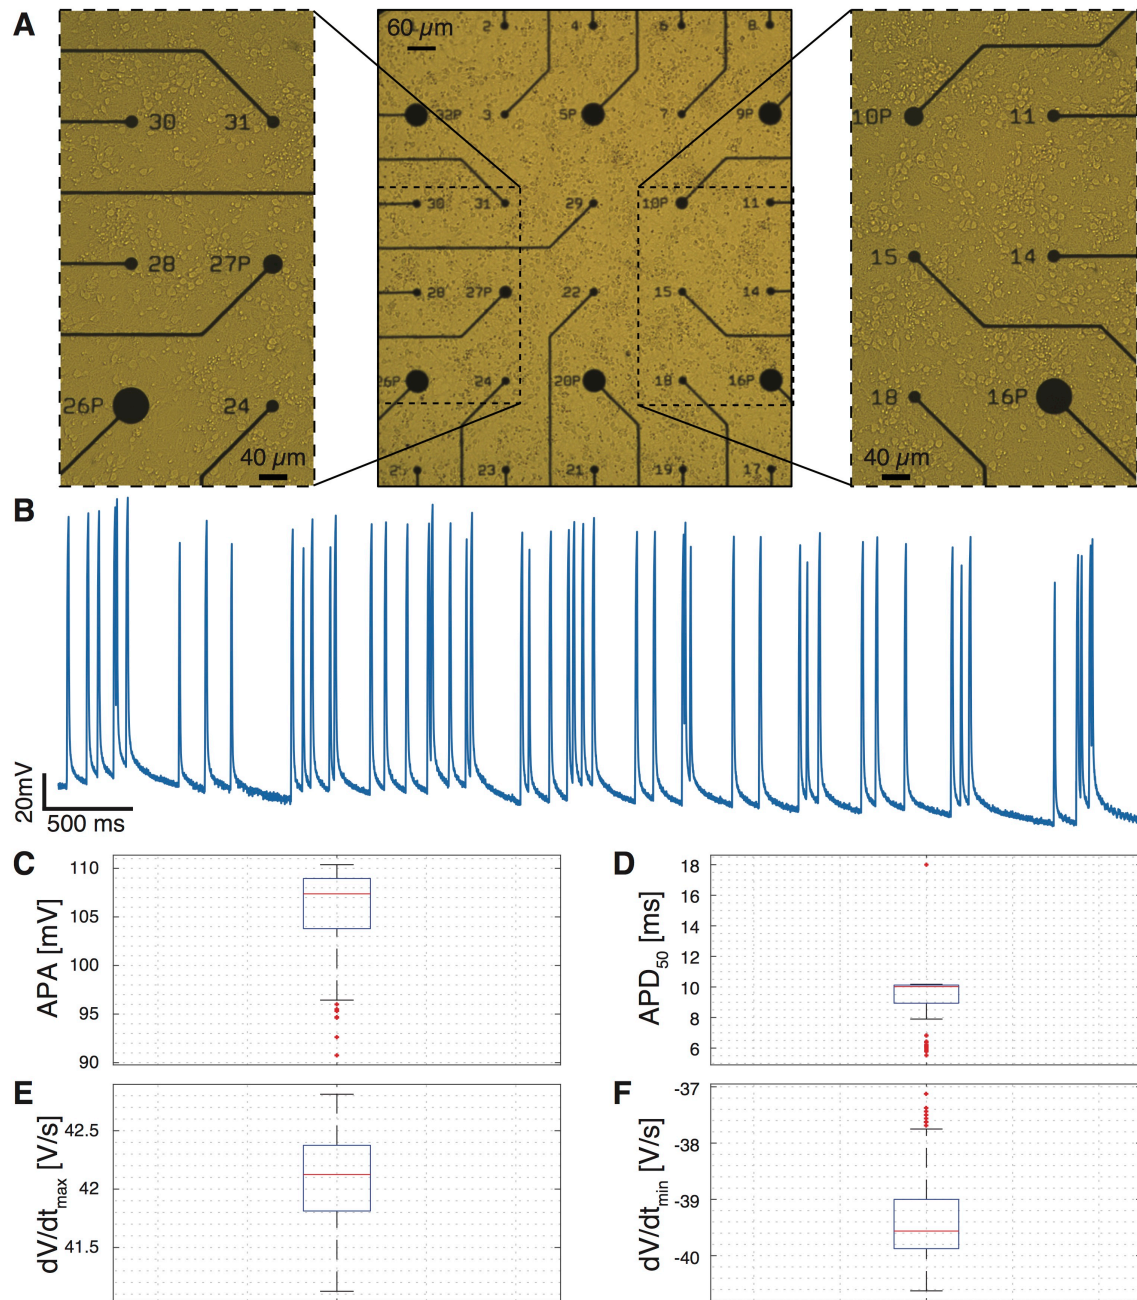 A
30 31
28 27P
26P 24
40 µm
60 µm
2 4 6 8
32P 3 5P 7 9P
30 31 29 10P 11
28 27P 22 15 14
26P 24 20P 18 16P
23 21 19 17
10P 11
15 14
18 16P
40 µm
B
20mV
500 ms
C
APA [mV]
110
105
100
95
90
D
APD50 [ms]
18
16
14
12
10
8
6
E
dV/dtmax [V/s]
42.5
42
41.5
F
dV/dtmin [V/s]
-37
-38
-39
-40